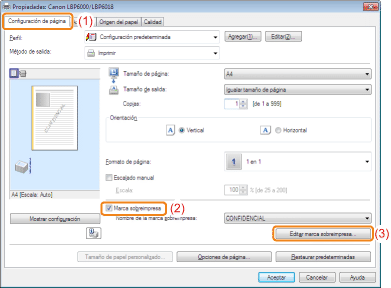 Propiedades: Canon LBP6000/LBP6018
Configuración de página (1) Origen del papel Calidad
Perfil: Configuración predeterminada Agregar(1)... Editar(2)...
Método de salida: Imprimir
Tamaño de página: A4
Tamaño de salida: Igualar tamaño de página
Copias: 1 [de 1 a 999]
Orientación
A Vertical A Horizontal
CONFIDENCIAL
Formato de página: 1 1 en 1
Escalado manual
Escala: 100 % [de 25 a 200]
A4 [Escala: Auto]
Marca sobreimpresa (2)
Mostrar configuración Nombre de la marca sobreimpresa: CONFIDENCIAL
Editar marca sobreimpresa... (3)
Tamaño de papel personalizado... Opciones de página... Restaurar predeterminadas
Aceptar Cancelar Ayuda